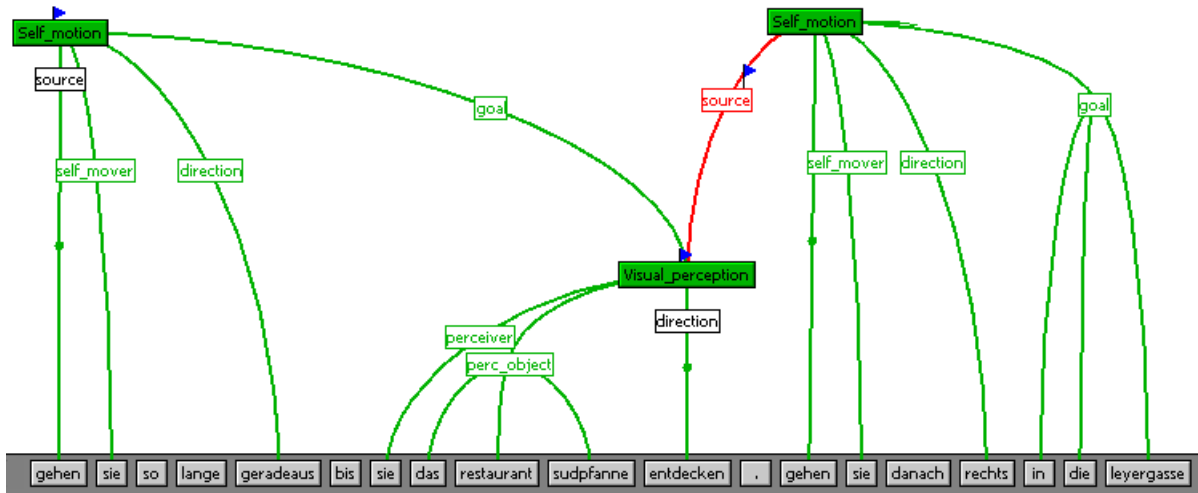 Self_motion Self_motion
source source goal goal
self_mover direction self_mover direction
Visual_perception
direction
perceiver
perc_object
gehen sie so lange geradeaus bis sie das restaurant sudpfanne entdecken . gehen sie danach rechts in die leyergasse